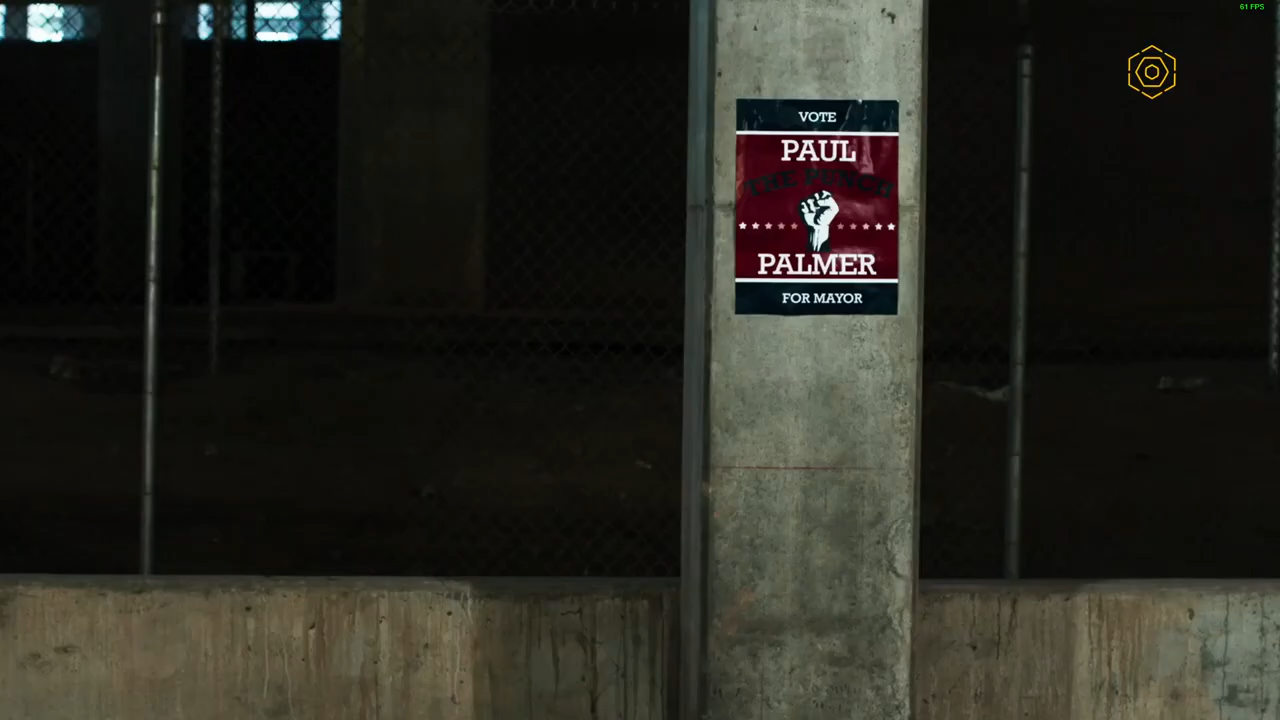 61 FPS
VOTE
PAUL
THE PUNCH
PALMER
FOR MAYOR